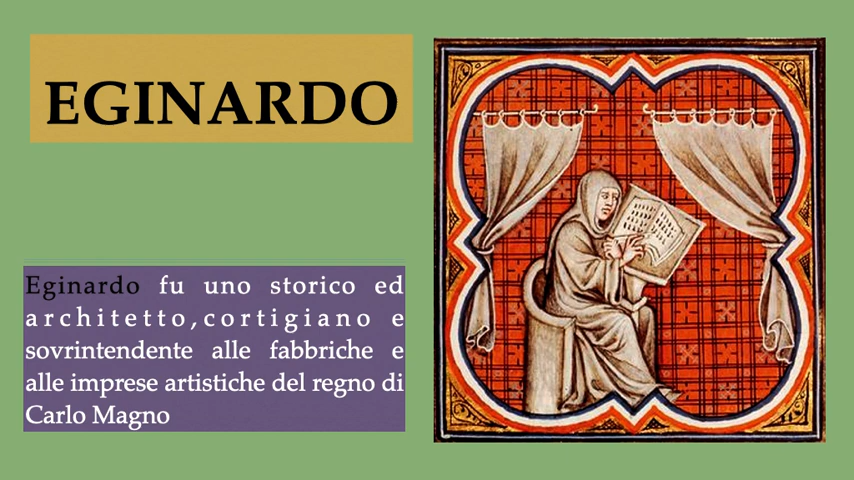 EGINARDO
Eginardo fu uno storico ed
architetto,cortigiano e
sovrintendente alle fabbriche e
alle imprese artistiche del regno di
Carlo Magno